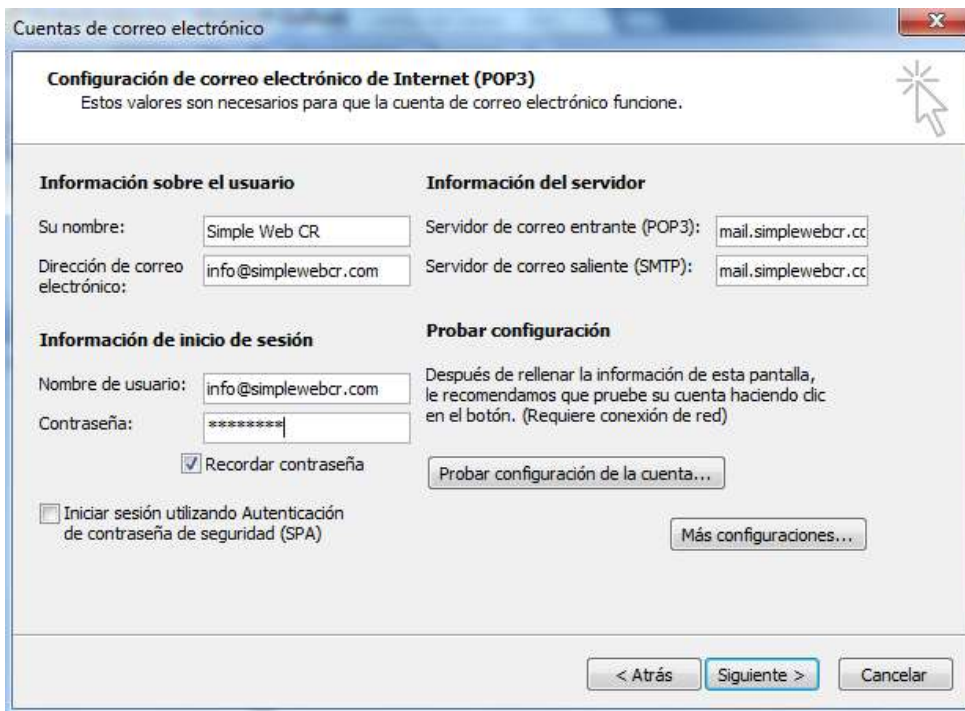 Cuentas de correo electrónico
Configuración de correo electrónico de Internet (POP3)
Estos valores son necesarios para que la cuenta de correo electrónico funcione.
Información sobre el usuario
Su nombre: Simple Web CR
Dirección de correo
electrónico: info@simplewebcr.com
Información de inicio de sesión
Nombre de usuario: info@simplewebcr.com
Contraseña: ********
Recordar contraseña
Iniciar sesión utilizando Autenticación
de contraseña de seguridad (SPA)
Información del servidor
Servidor de correo entrante (POP3): mail.simplewebcr.cc
Servidor de correo saliente (SMTP): mail.simplewebcr.cc
Probar configuración
Después de rellenar la información de esta pantalla,
le recomendamos que pruebe su cuenta haciendo clic
en el botón. (Requiere conexión de red)
Probar configuración de la cuenta...
Más configuraciones...
< Atrás Siguiente > Cancelar